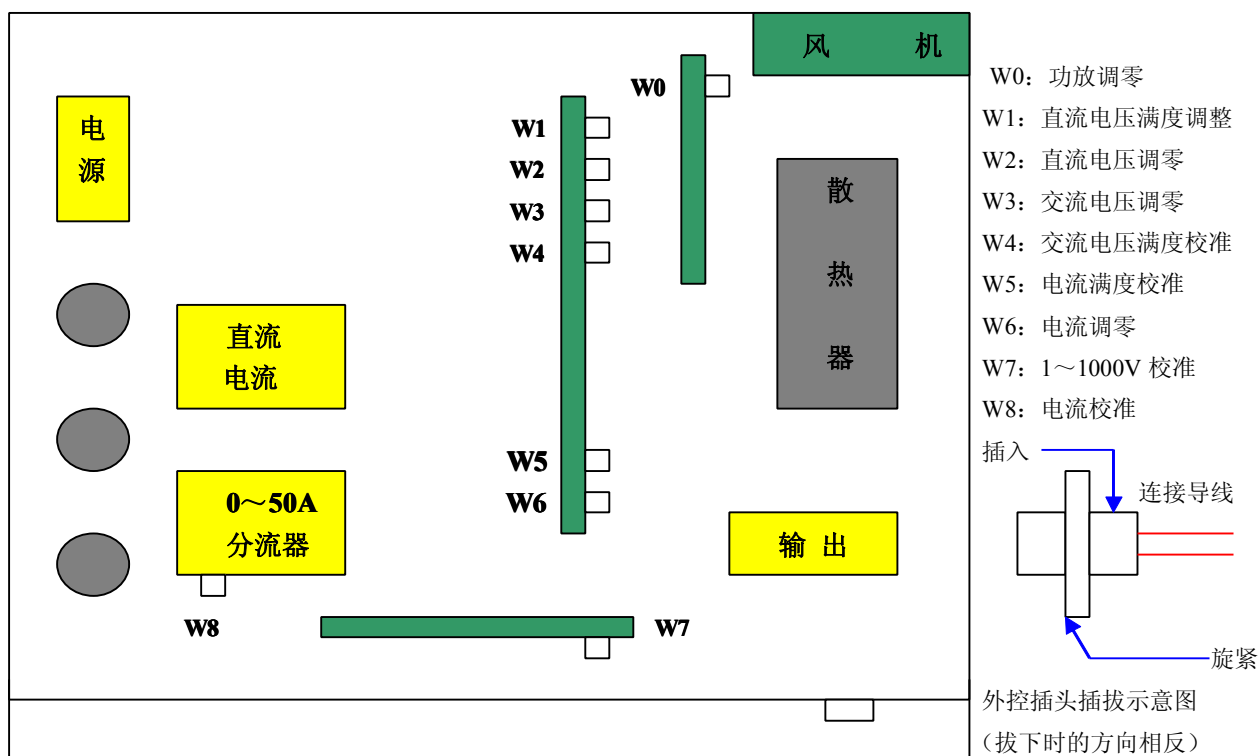 风 机
W0
电
源
W1
W2
W3
W4
散
热
器
直流
电流
W5
W6
0～50A
分流器
输 出
W8
W7
W0：功放调零
W1：直流电压满度调整
W2：直流电压调零
W3：交流电压调零
W4：交流电压满度校准
W5：电流满度校准
W6：电流调零
W7：1～1000V 校准
W8：电流校准
插入
连接导线
旋紧
外控插头插拔示意图
（拔下时的方向相反）